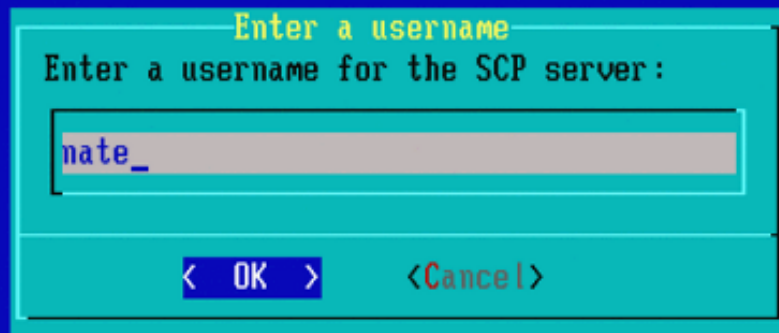 Enter a username
Enter a username for the SCP server:
nate_
< OK > <Cancel>